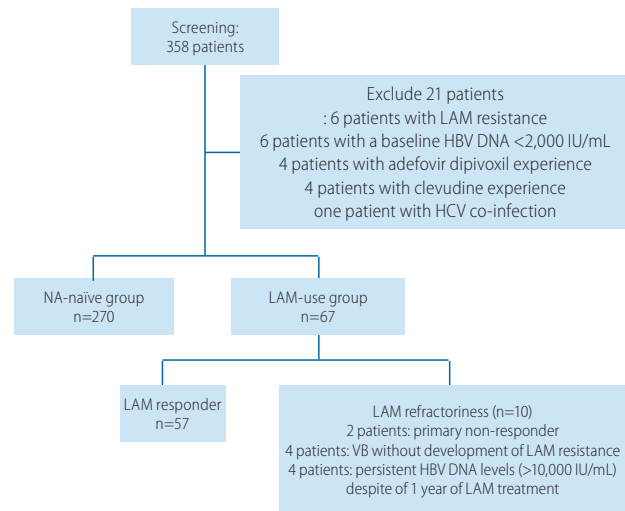 Screening:
358 patients
Exclude 21 patients
: 6 patients with LAM resistance
6 patients with a baseline HBV DNA <2,000 IU/mL
4 patients with adefovir dipivoxil experience
4 patients with clevudine experience
one patient with HCV co-infection
NA-naïve group
n=270
LAM-use group
n=67
LAM responder
n=57
LAM refractoriness (n=10)
2 patients: primary non-responder
4 patients: VB without development of LAM resistance
4 patients: persistent HBV DNA levels (>10,000 IU/mL)
despite of 1 year of LAM treatment